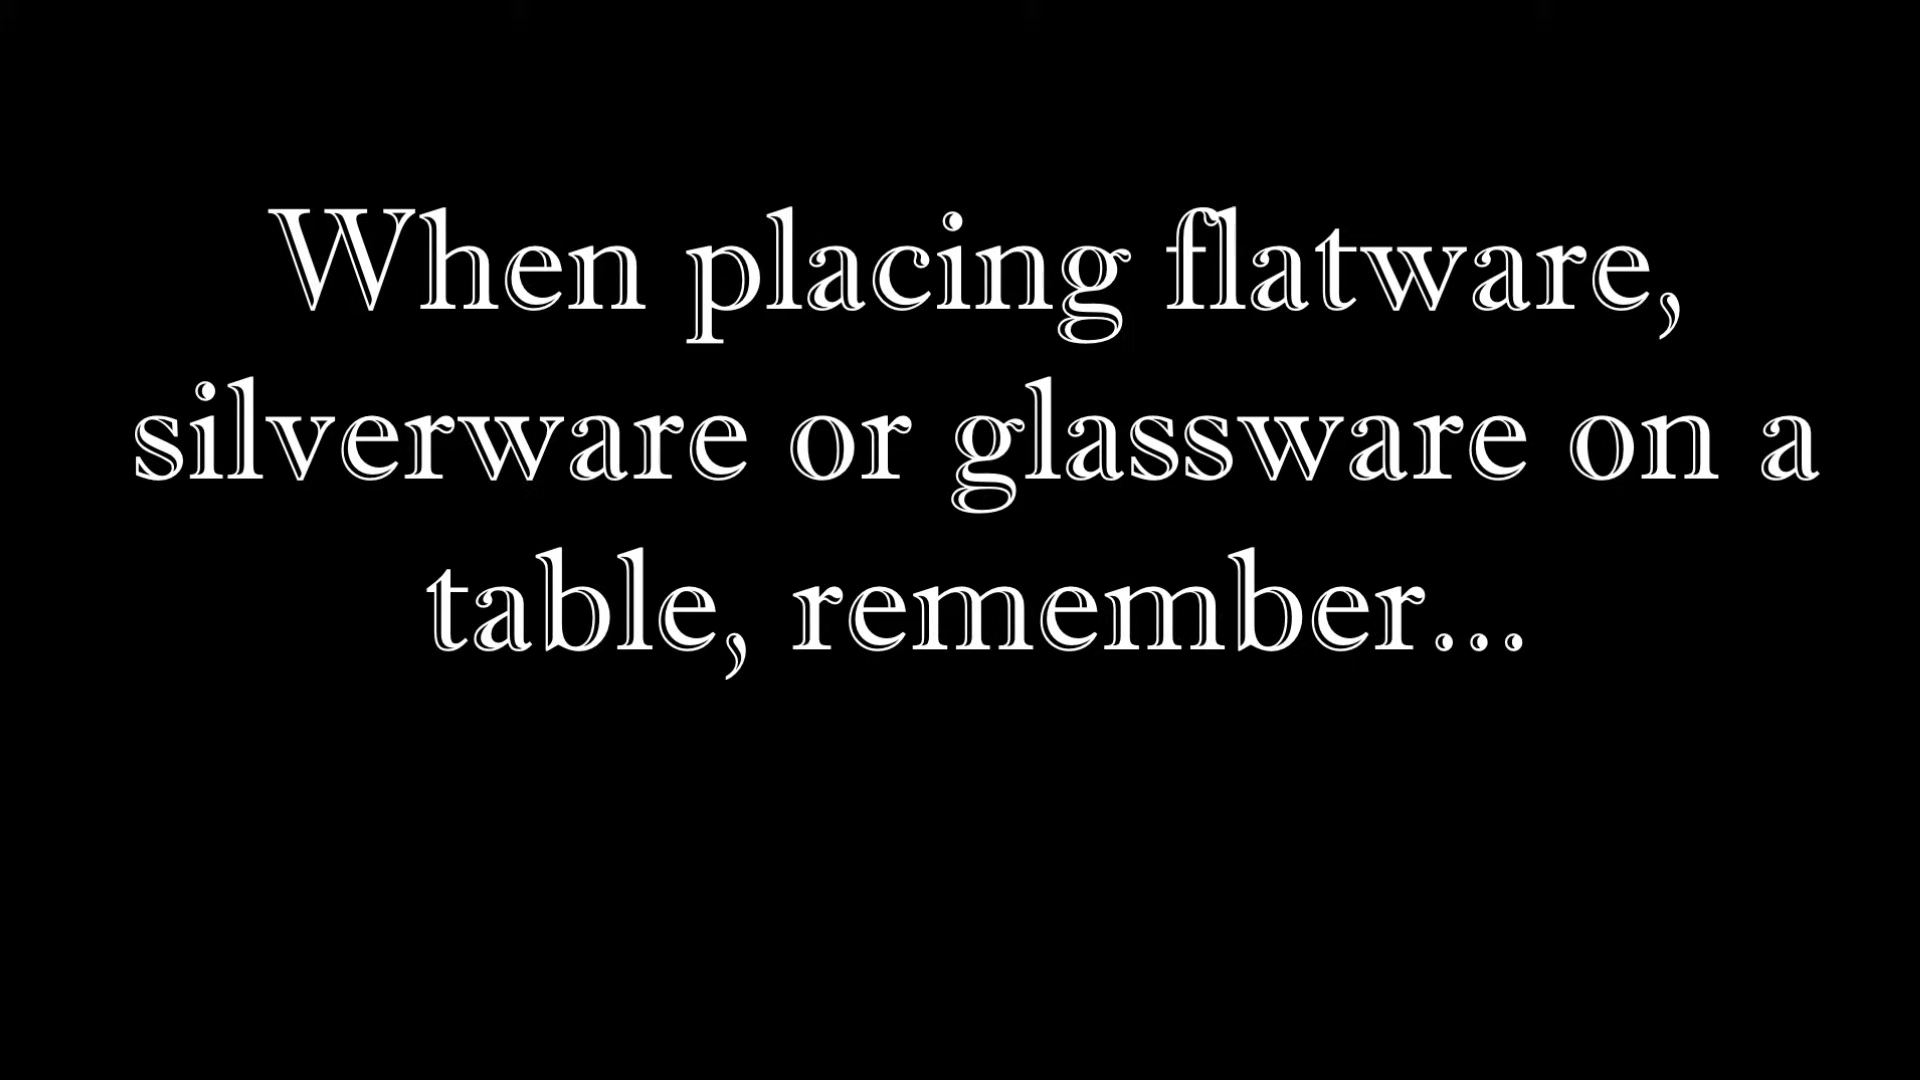 When placing flatware,
silverware or glassware on a
table, remember...